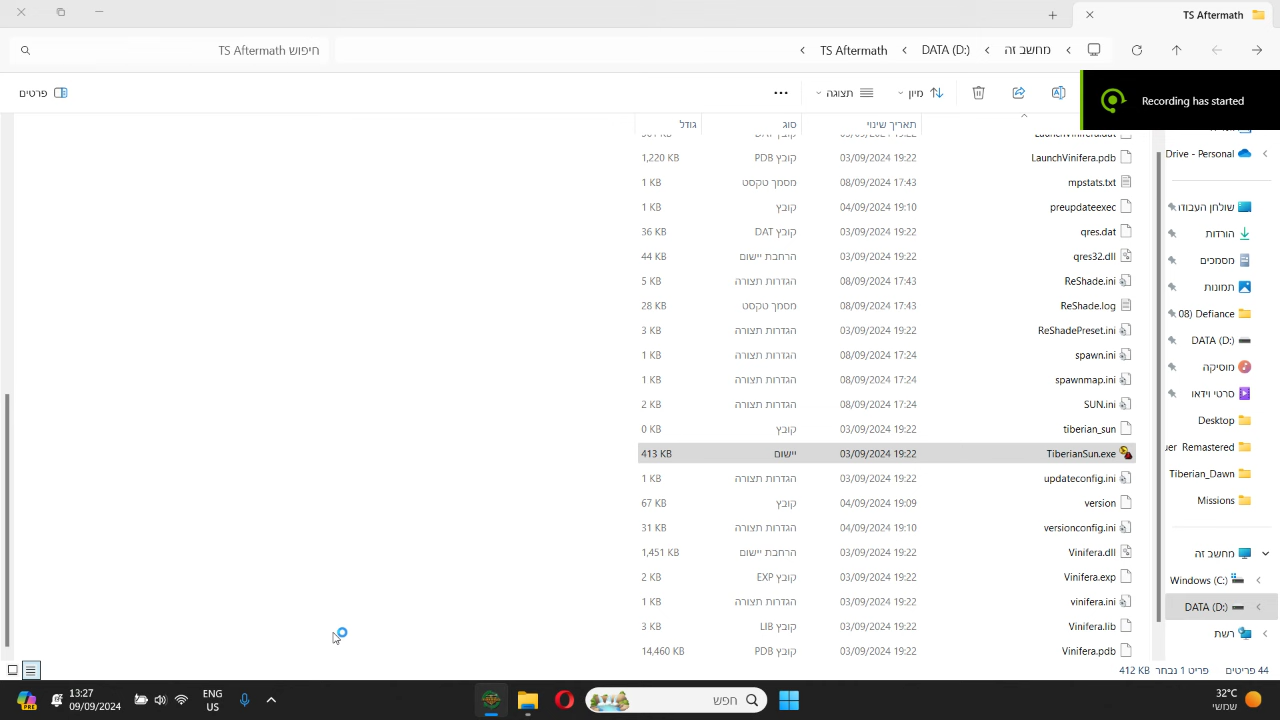 TS Aftermath
חיפוש TS Aftermath
TS Aftermath
DATA (D:)
מחשב זה
פרטים
תצוגה
מיון
Recording has started
גודל
סוג
תאריך שינוי
1,220 KB קובץ PDB 03/09/2024 19:22 LaunchVinifera.pdb
1 KB מסמך טקסט 08/09/2024 17:43 mpstats.txt
1 KB קובץ 04/09/2024 19:10 preupdateexec
36 KB קובץ DAT 03/09/2024 19:22 qres.dat
44 KB הרחבת יישום 03/09/2024 19:22 qres32.dll
5 KB הגדרות תצורה 08/09/2024 17:43 ReShade.ini
28 KB מסמך טקסט 08/09/2024 17:43 ReShade.log
3 KB הגדרות תצורה 03/09/2024 19:22 ReShadePreset.ini
1 KB הגדרות תצורה 08/09/2024 17:24 spawn.ini
1 KB הגדרות תצורה 08/09/2024 17:24 spawnmap.ini
2 KB הגדרות תצורה 08/09/2024 17:24 SUN.ini
0 KB קובץ 03/09/2024 19:22 tiberian_sun
413 KB יישום 03/09/2024 19:22 TiberianSun.exe
1 KB הגדרות תצורה 03/09/2024 19:22 updateconfig.ini
67 KB קובץ 04/09/2024 19:09 version
31 KB הגדרות תצורה 04/09/2024 19:10 versionconfig.ini
1,451 KB הרחבת יישום 03/09/2024 19:22 Vinifera.dll
2 KB קובץ EXP 03/09/2024 19:22 Vinifera.exp
1 KB הגדרות תצורה 03/09/2024 19:22 vinifera.ini
3 KB קובץ LIB 03/09/2024 19:22 Vinifera.lib
14,460 KB קובץ PDB 03/09/2024 19:22 Vinifera.pdb
Drive - Personal
שולחן העבודה
הורדות
מסמכים
תמונות
08) Defiance
DATA (D:)
מוסיקה
סרטי וידאו
Desktop
er Remastered
Tiberian_Dawn
Missions
מחשב זה
Windows (C:)
DATA (D:)
רשת
44 פריטים
פריט 1 נבחר 412 KB
13:27
09/09/2024
ENG
US
חפש
32°C
שמשי